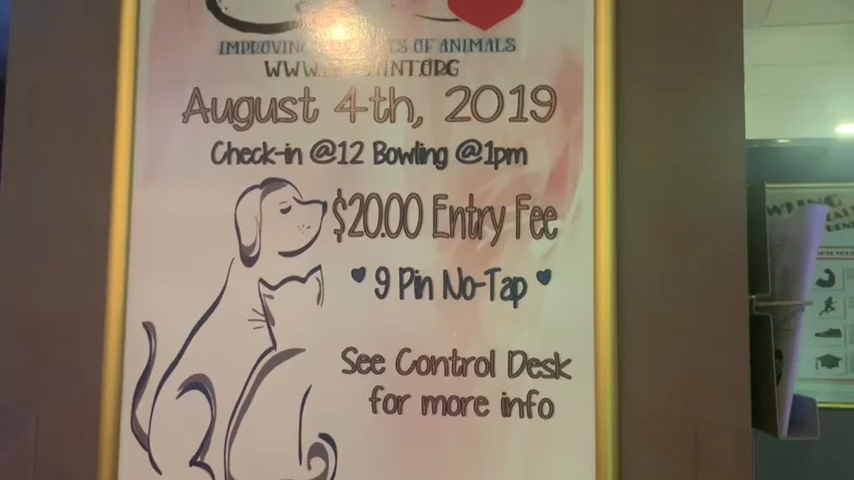 IMPROVING OF ANIMALS
August 4th, 2019
Check-in @12 Bowling @1pm
$20.00 Entry Fee
9 Pin No-Tap
See Control Desk
for more info